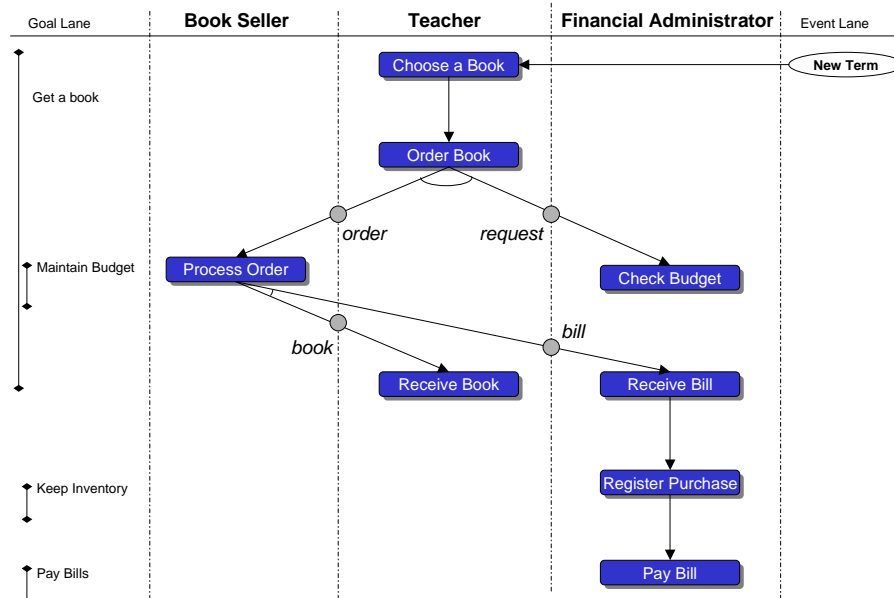 Goal Lane
Book Seller
Teacher
Financial Administrator
Event Lane
Choose a Book
New Term
Get a book
Order Book
order
request
Maintain Budget
Process Order
Check Budget
book
bill
Receive Book
Receive Bill
Keep Inventory
Register Purchase
Pay Bills
Pay Bill